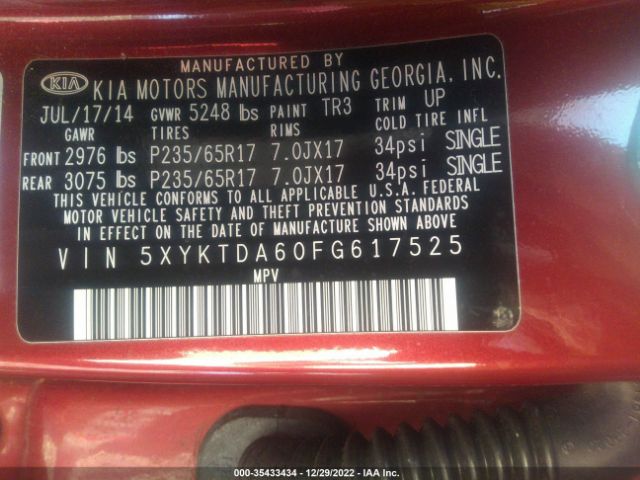 MANUFACTURED BY
KIA KIA MOTORS MANUFACTURING GEORGIA, INC.
JUL/17/14 GVWR 5248 lbs PAINT TR3 TRIM UP
GAWR TIRES RIMS COLD TIRE INFL
FRONT 2976 lbs P235/65R17 7.0JX17 34psi SINGLE
REAR 3075 lbs P235/65R17 7.0JX17 34psi SINGLE
THIS VEHICLE CONFORMS TO ALL APPLICABLE U.S.A. FEDERAL
MOTOR VEHICLE SAFETY AND THEFT PREVENTION STANDARDS
IN EFFECT ON THE DATE OF MANUFACTURE SHOWN ABOVE
VIN 5XYKTDA60FG617525
MPV
000-35433434 - 12/29/2022 - IAA Inc.